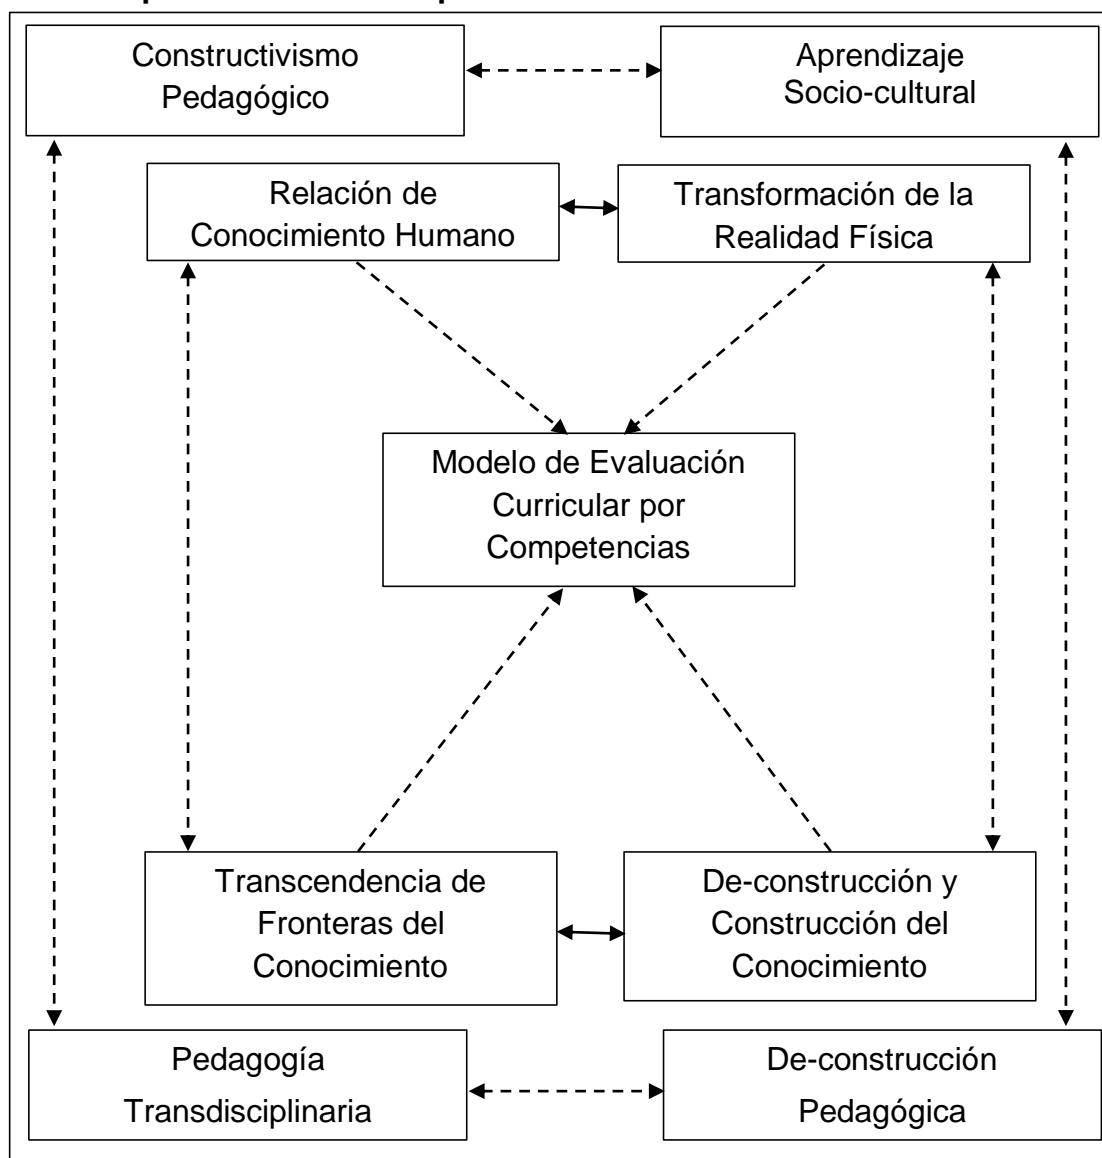 Constructivismo
Pedagógico
Aprendizaje
Socio-cultural
Relación de
Conocimiento Humano
Transformación de la
Realidad Física
Modelo de Evaluación
Curricular por
Competencias
Transcendencia de
Fronteras del
Conocimiento
De-construcción y
Construcción del
Conocimiento
Pedagogía
Transdisciplinaria
De-construcción
Pedagógica